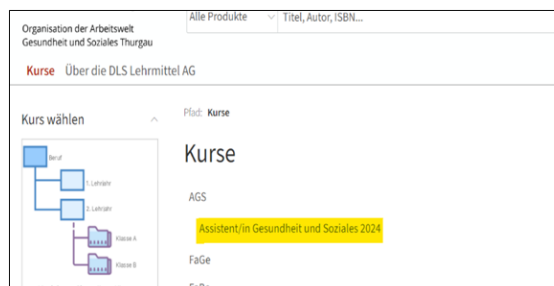 Organisation der Arbeitswelt
Gesundheit und Soziales Thurgau
Alle Produkte
Titel, Autor, ISBN...
Kurse Über die DLS Lehrmittel AG
Kurs wählen
Beruf
1. Lehrjahr
2. Lehrjahr
Klasse A
Klasse B
Pfad: Kurse
Kurse
AGS
Assistent/in Gesundheit und Soziales 2024
FaGe